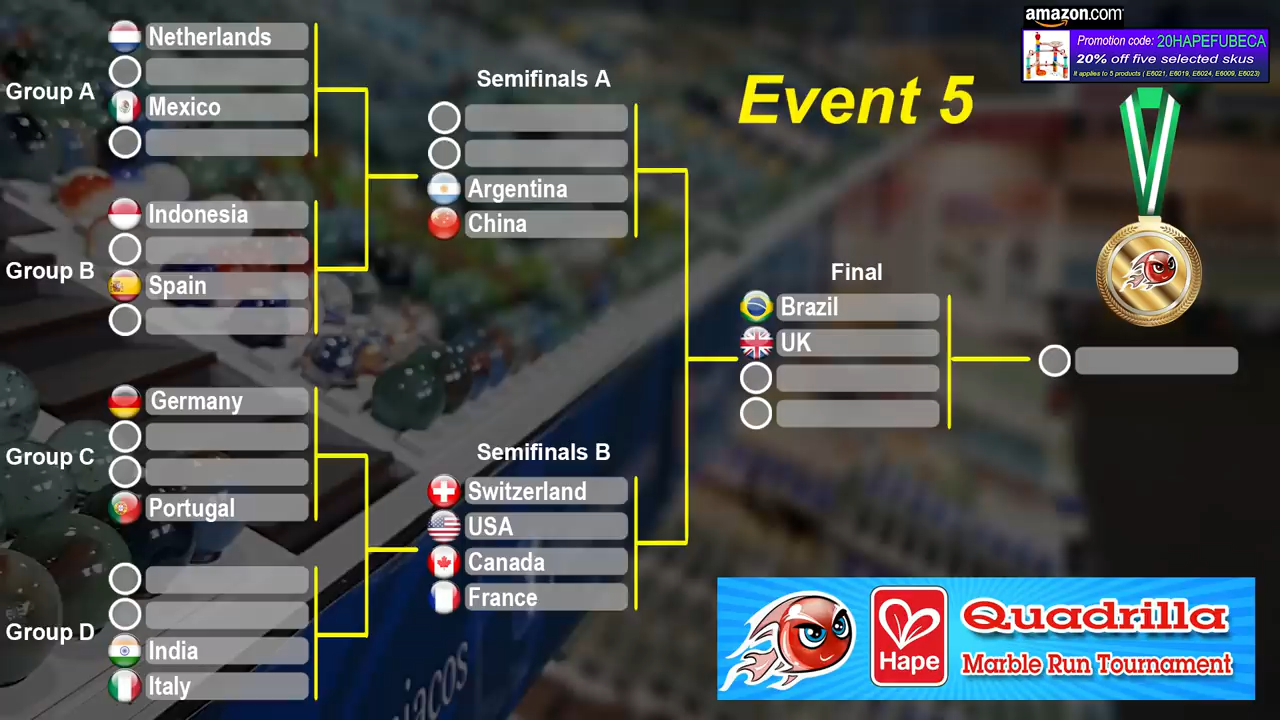 Group A
Netherlands
Mexico
Group B
Indonesia
Spain
Group C
Germany
Portugal
Group D
India
Italy
Semifinals A
Argentina
China
Semifinals B
Switzerland
USA
Canada
France
Event 5
Final
Brazil
UK
amazon.com
Promotion code: 20HAPEFUBECA
20% off five selected skus
It applies to 5 products ( E6021, E6019, E6024, E6009, E6023)
Hape
Quadrilla
Marble Run Tournament